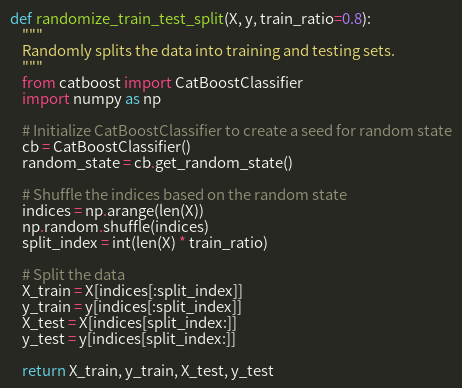 def randomize_train_test_split(X, y, train_ratio=0.8):
"""
Randomly splits the data into training and testing sets.
"""
from catboost import CatBoostClassifier
import numpy as np
# Initialize CatBoostClassifier to create a seed for random state
cb = CatBoostClassifier()
random_state = cb.get_random_state()
# Shuffle the indices based on the random state
indices = np.arange(len(X))
np.random.shuffle(indices)
split_index = int(len(X) * train_ratio)
# Split the data
X_train = X[indices[:split_index]]
y_train = y[indices[:split_index]]
X_test = X[indices[split_index:]]
y_test = y[indices[split_index:]]
return X_train, y_train, X_test, y_test